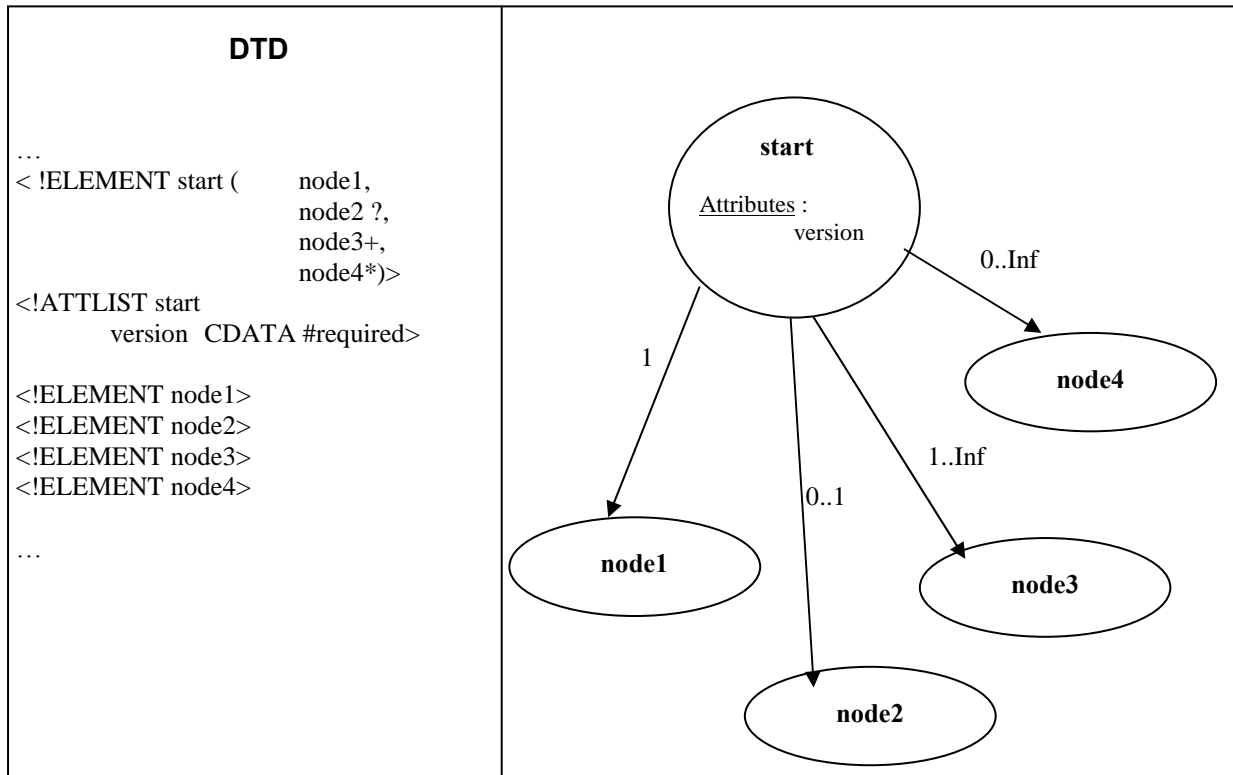 DTD
…
< !ELEMENT start ( node1,
node2 ?,
node3+,
node4*)>
<!ATTLIST start
version CDATA #required>
<!ELEMENT node1>
<!ELEMENT node2>
<!ELEMENT node3>
<!ELEMENT node4>
…
start
Attributes :
version
0..Inf
1
node4
1..Inf
0..1
node1
node3
node2